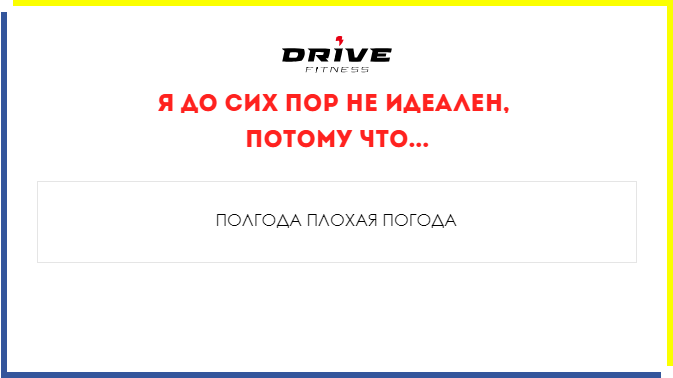 DRIVE
FITNESS
Я ДО СИХ ПОР НЕ ИДЕАЛЕН,
ПОТОМУ ЧТО...
ПОЛГОДА ПЛОХАЯ ПОГОДА